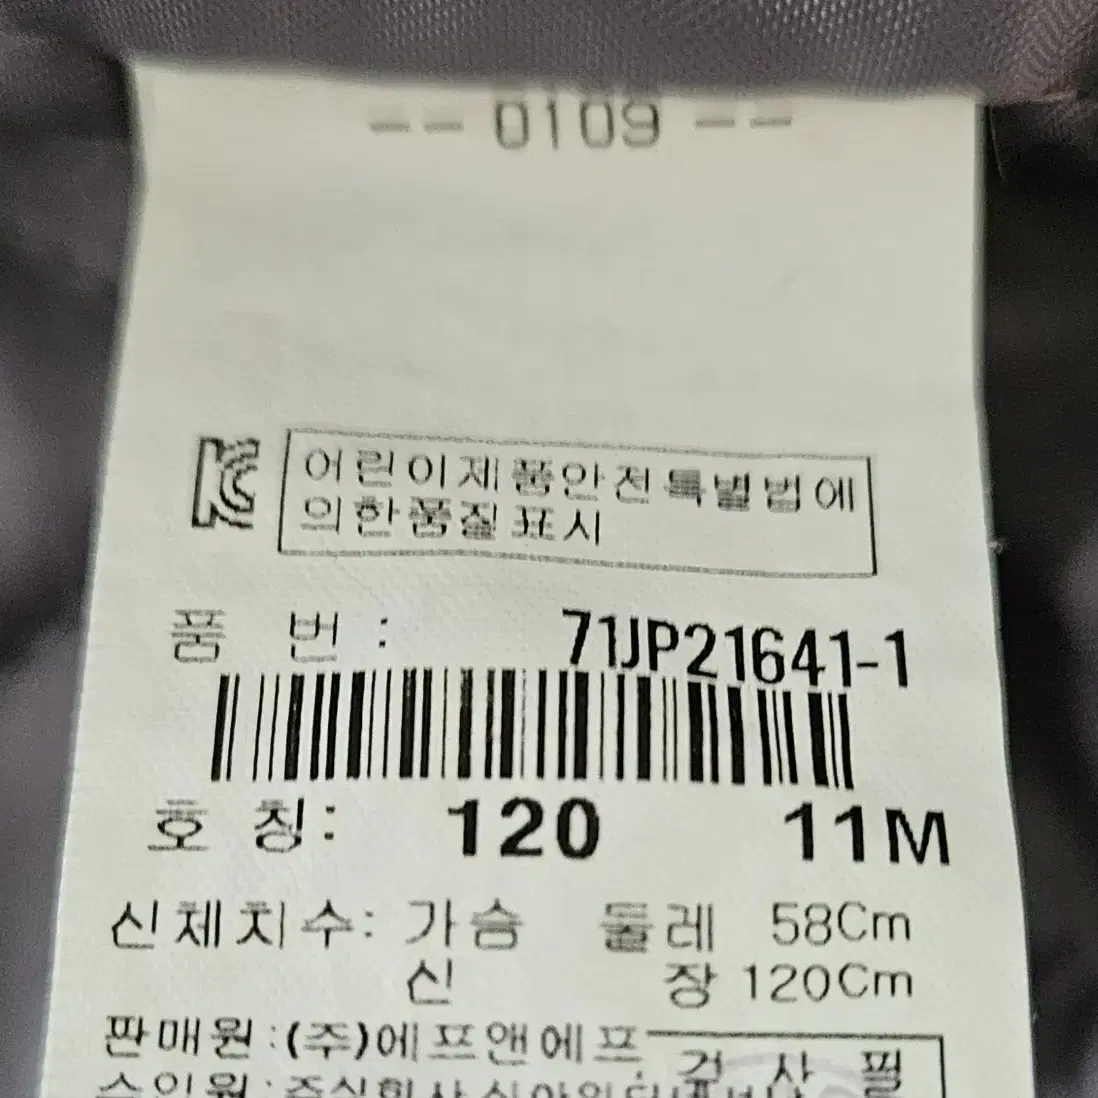 -- 0109 --
KC 어린이제품안전특별법에
의한품질표시
품 번 : 71JP21641-1
호 칭: 120 11M
신체치수: 가슴 둘레 58Cm
신 장 120Cm
판매원:(주)에프앤에프
검 사 필